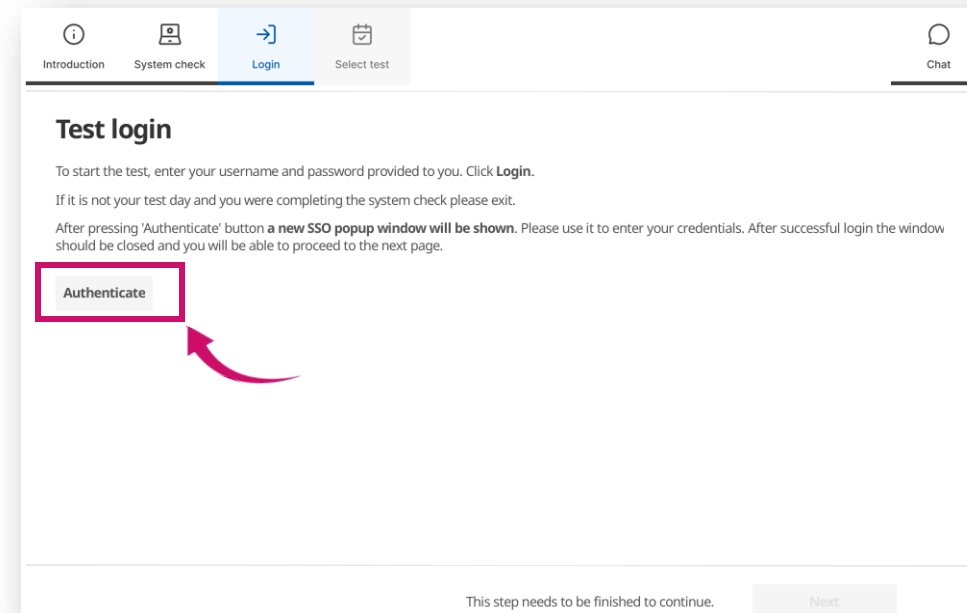 Introduction
System check
Login
Select test
Chat
Test login
To start the test, enter your username and password provided to you. Click Login.
If it is not your test day and you were completing the system check please exit.
After pressing 'Authenticate' button a new SSO popup window will be shown. Please use it to enter your credentials. After successful login the window
should be closed and you will be able to proceed to the next page.
Authenticate
This step needs to be finished to continue.
Next